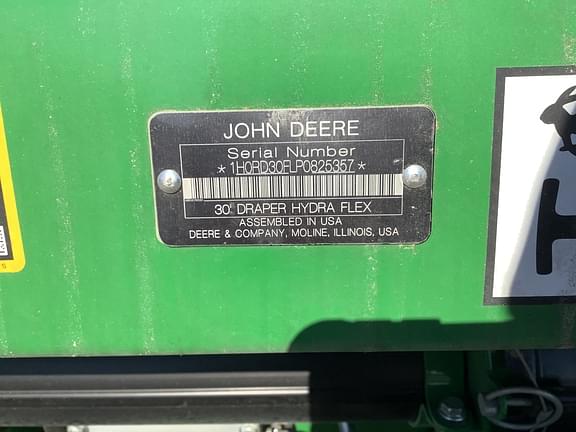 JOHN DEERE
Serial Number
*1H0RD30FLP0825357*
30' DRAPER HYDRA FLEX
ASSEMBLED IN USA
DEERE & COMPANY, MOLINE, ILLINOIS, USA